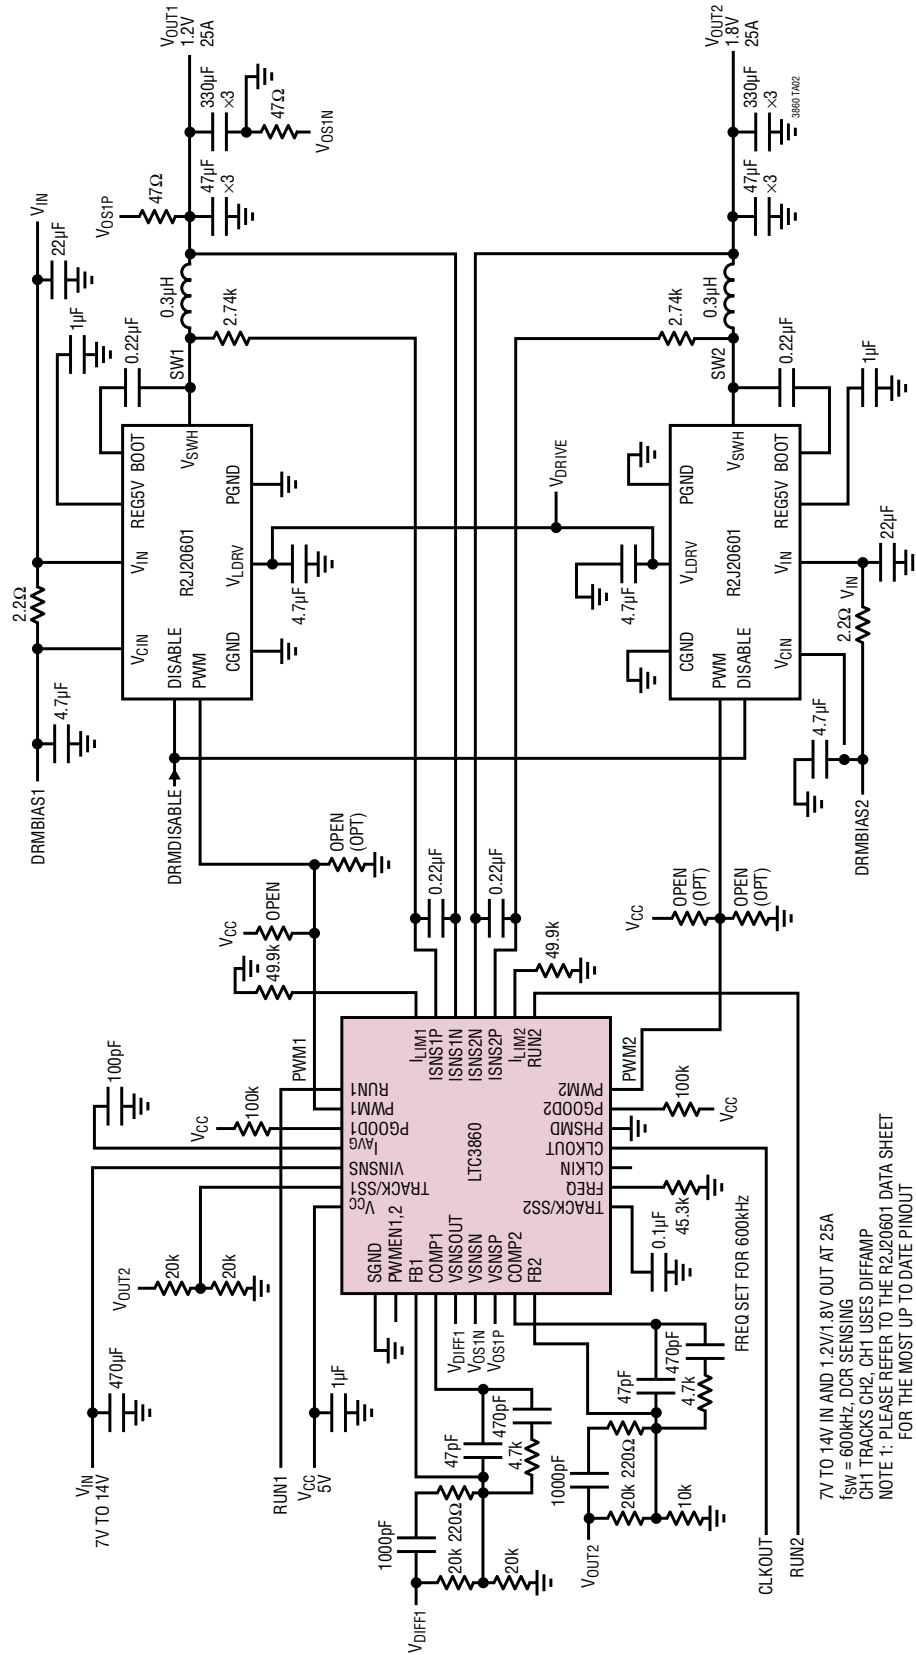 VIN
7V TO 14V
470µF
RUN1
VCC
5V
1µF
VOUT2
20k
20k
VCC
100k
100pF
PWM1
VCC
OPEN
OPEN
(OPT)
49.9k
DRMBIAS1
4.7µF
2.2Ω
VIN
22µF
1µF
0.22µF
DRMDISABLE
VCIN
VIN
REG5V
BOOT
DISABLE
PWM
R2J20601
VSWH
CGND
VLDRV
PGND
4.7µF
SW1
0.3µH
2.74k
VOS1P
47Ω
47µF
×3
330µF
×3
47Ω
VOS1N
VOUT1
1.2V
25A
VDRIVE
VCC
TRACK/SS1
VINSNS
IAVG
PGOOD1
PWM1
RUN1
SGND
PWMEN1,2
FB1
COMP1
VSNSOUT
VSNSN
VSNSP
COMP2
FB2
LTC3860
ILIM1
ISNS1P
ISNS1N
ISNS2N
ISNS2P
ILIM2
RUN2
TRACK/SS2
FREQ
CLKIN
CLKOUT
PHSMD
PGOOD2
PWM2
0.22µF
0.22µF
49.9k
VDIFF1
VOS1N
VOS1P
VDIFF1
1000pF
20k
220Ω
20k
47pF
470pF
4.7k
VOUT2
1000pF
20k
220Ω
10k
47pF
470pF
4.7k
0.1µF
45.3k
FREQ SET FOR 600kHz
100k
VCC
PWM2
VCC
OPEN
(OPT)
OPEN
(OPT)
CGND
VLDRV
PGND
PWM
DISABLE
R2J20601
VSWH
VCIN
VIN
REG5V
BOOT
4.7µF
4.7µF
DRMBIAS2
2.2Ω
VIN
22µF
1µF
0.22µF
SW2
0.3µH
2.74k
47µF
×3
330µF
×3
VOUT2
1.8V
25A
3860 TA02
CLKOUT
RUN2
7V TO 14V IN AND 1.2V/1.8V OUT AT 25A
fSW = 600kHz, DCR SENSING
CH1 TRACKS CH2, CH1 USES DIFFAMP
NOTE 1: PLEASE REFER TO THE R2J20601 DATA SHEET
FOR THE MOST UP TO DATE PINOUT